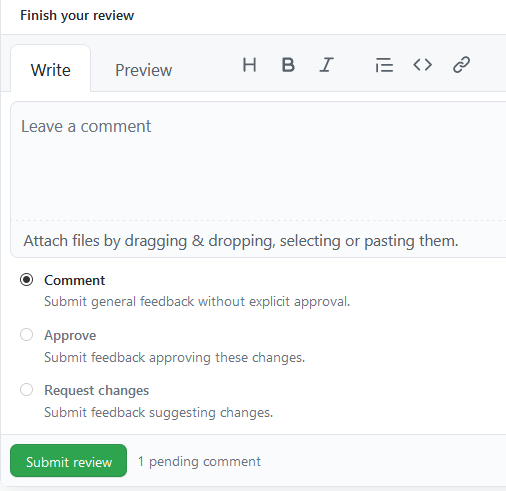 Finish your review
Write Preview H B I
Leave a comment
Attach files by dragging & dropping, selecting or pasting them.
Comment
Submit general feedback without explicit approval.
Approve
Submit feedback approving these changes.
Request changes
Submit feedback suggesting changes.
Submit review 1 pending comment